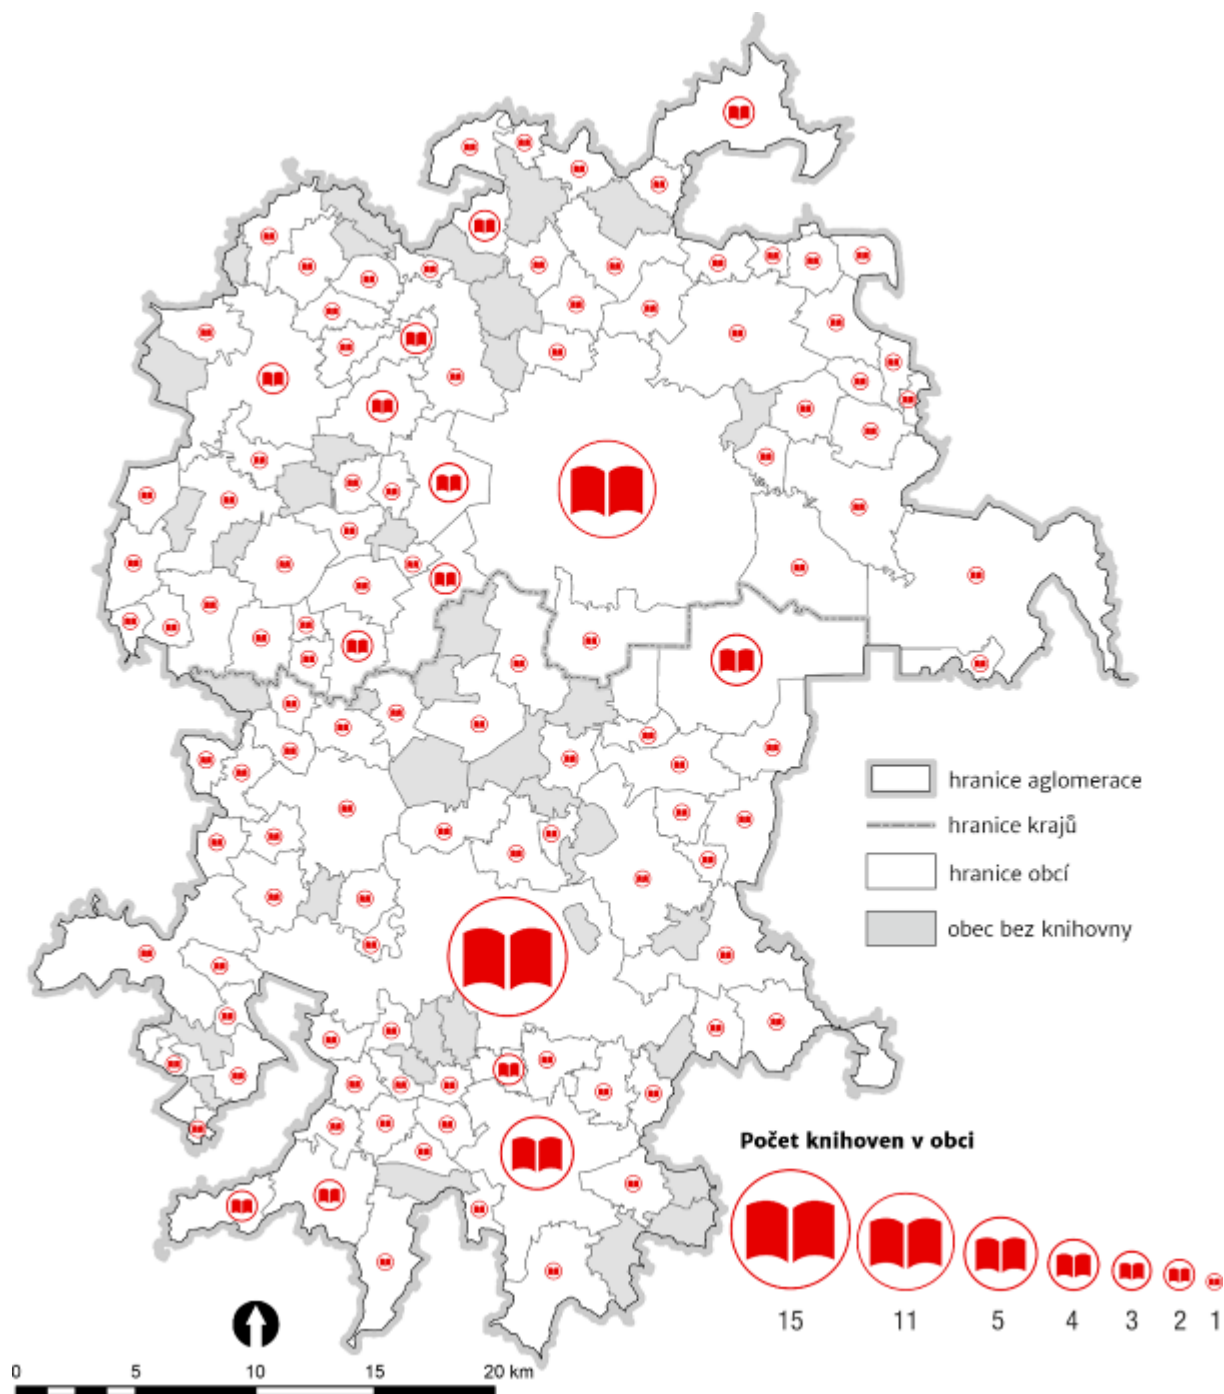 hranice aglomerace
hranice krajů
hranice obcí
obec bez knihovny
Počet knihoven v obci
15 11 5 4 3 2 1
0 5 10 15 20 km